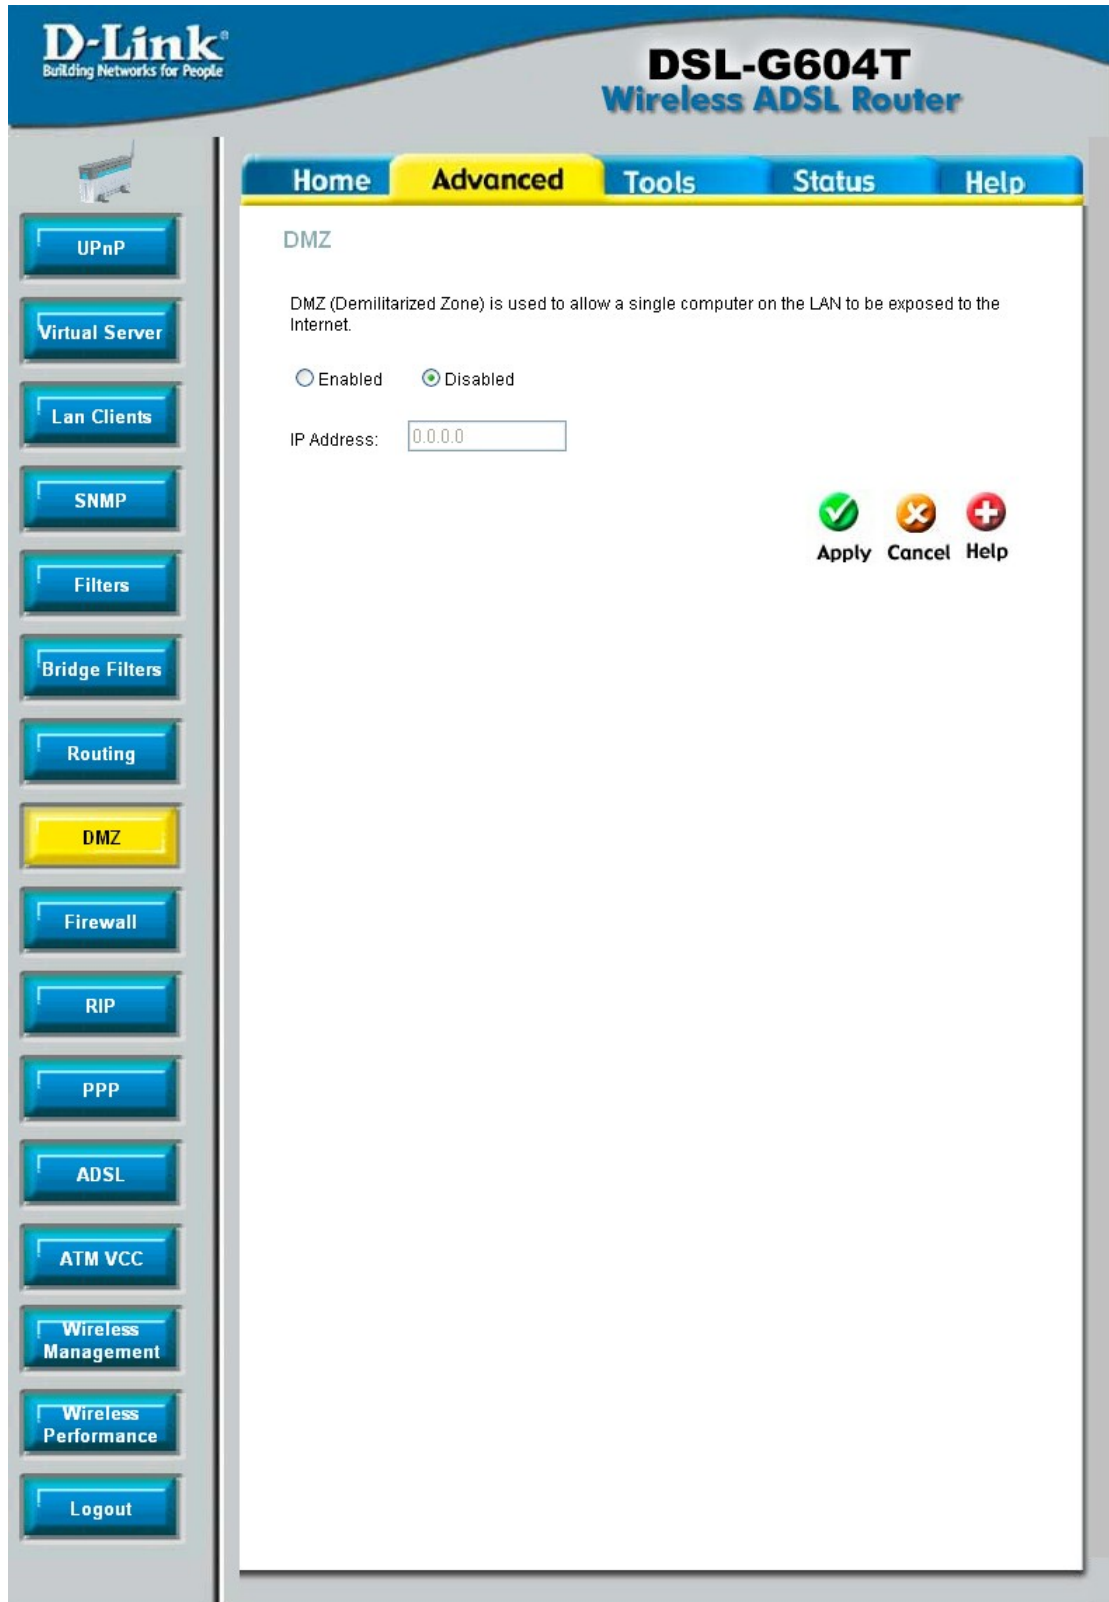 D-Link®
Building Networks for People
DSL-G604T
Wireless ADSL Router
Home Advanced Tools Status Help
UPnP
Virtual Server
Lan Clients
SNMP
Filters
Bridge Filters
Routing
DMZ
Firewall
RIP
PPP
ADSL
ATM VCC
Wireless
Management
Wireless
Performance
Logout
DMZ
DMZ (Demilitarized Zone) is used to allow a single computer on the LAN to be exposed to the
Internet.
Enabled Disabled
IP Address: 0.0.0.0
Apply Cancel Help